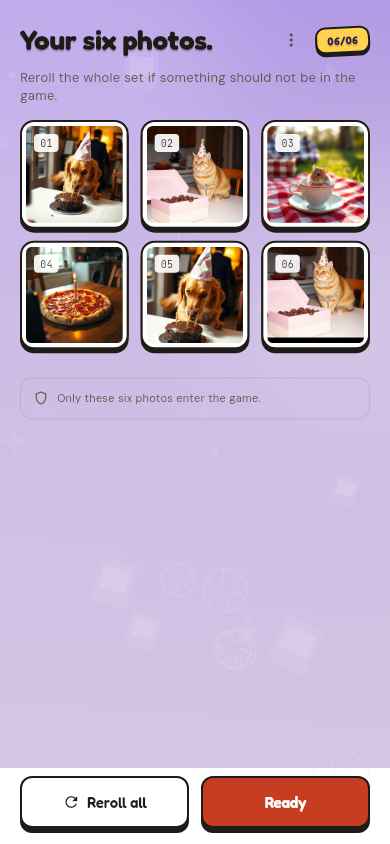 Your six photos.
06/06
Reroll the whole set if something should not be in the
game.
01
02
03
04
05
06
Only these six photos enter the game.
Reroll all
Ready